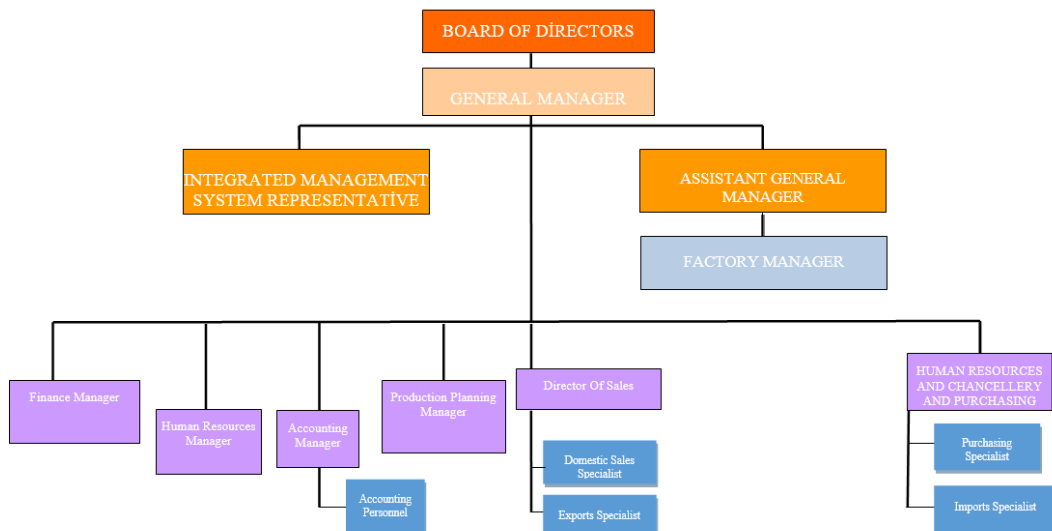 BOARD OF DİRECTORS
GENERAL MANAGER
INTEGRATED MANAGEMENT
SYSTEM REPRESENTATİVE
ASSISTANT GENERAL
MANAGER
FACTORY MANAGER
Finance Manager
Human Resources
Manager
Accounting
Manager
Production Planning
Manager
Director Of Sales
HUMAN RESOURCES
AND CHANCELLERY
AND PURCHASING
Accounting
Personnel
Domestic Sales
Specialist
Exports Specialist
Purchasing
Specialist
Imports Specialist